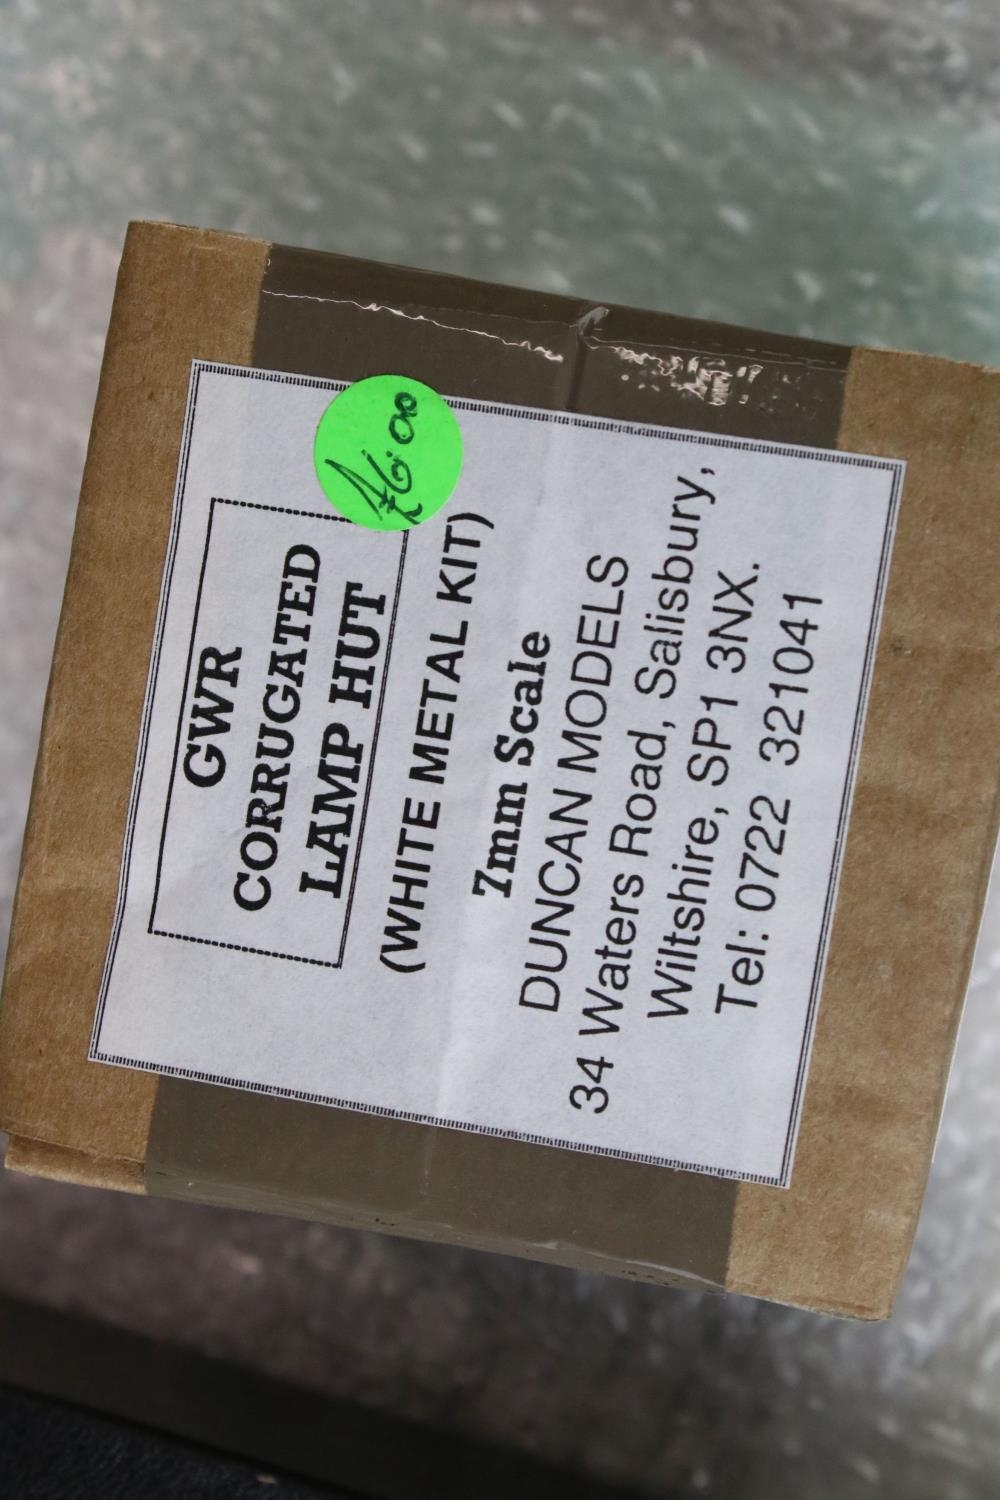 £6.00
GWR
CORRUGATED
LAMP HUT
(WHITE METAL KIT)
7mm Scale
DUNCAN MODELS
34 Waters Road, Salisbury,
Wiltshire, SP1 3NX.
Tel: 0722 321041